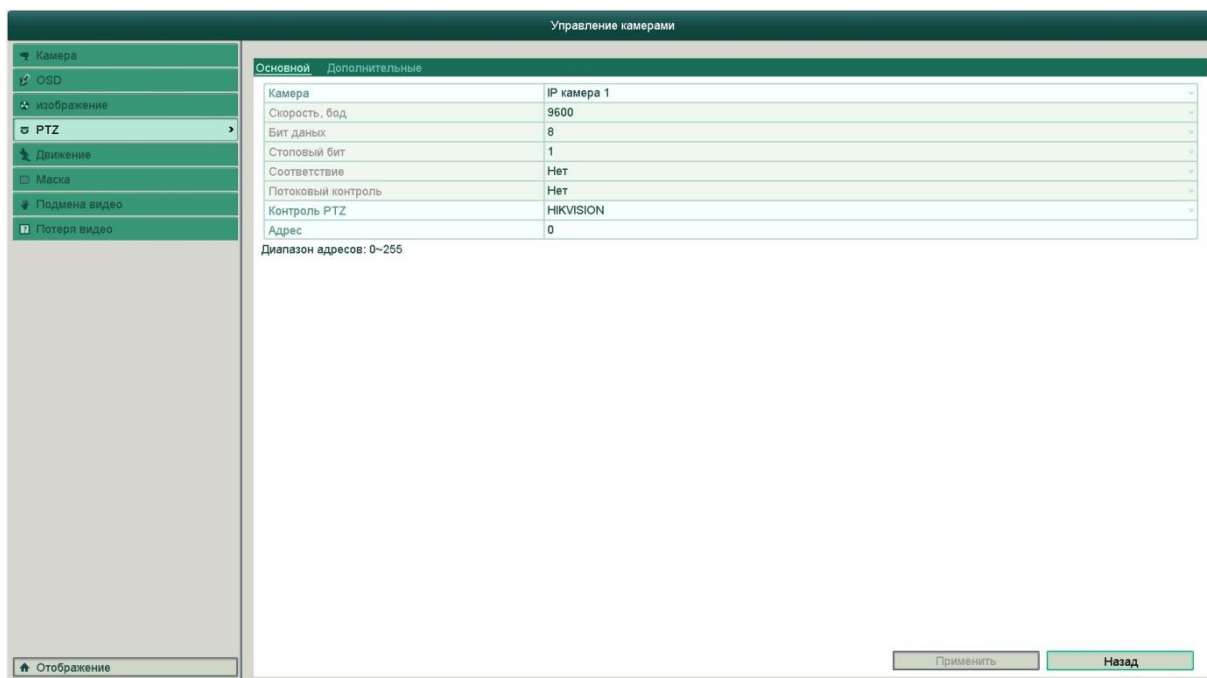 Управление камерами
Камера
OSD
изображение
PTZ
Движение
Маска
Подмена видео
Потеря видео
Отображение
Основной Дополнительные
Камера IP камера 1
Скорость, бод 9600
Бит даных 8
Стоповый бит 1
Соответствие Нет
Потоковый контроль Нет
Контроль PTZ HIKVISION
Адрес 0
Диапазон адресов: 0~255
Применить Назад